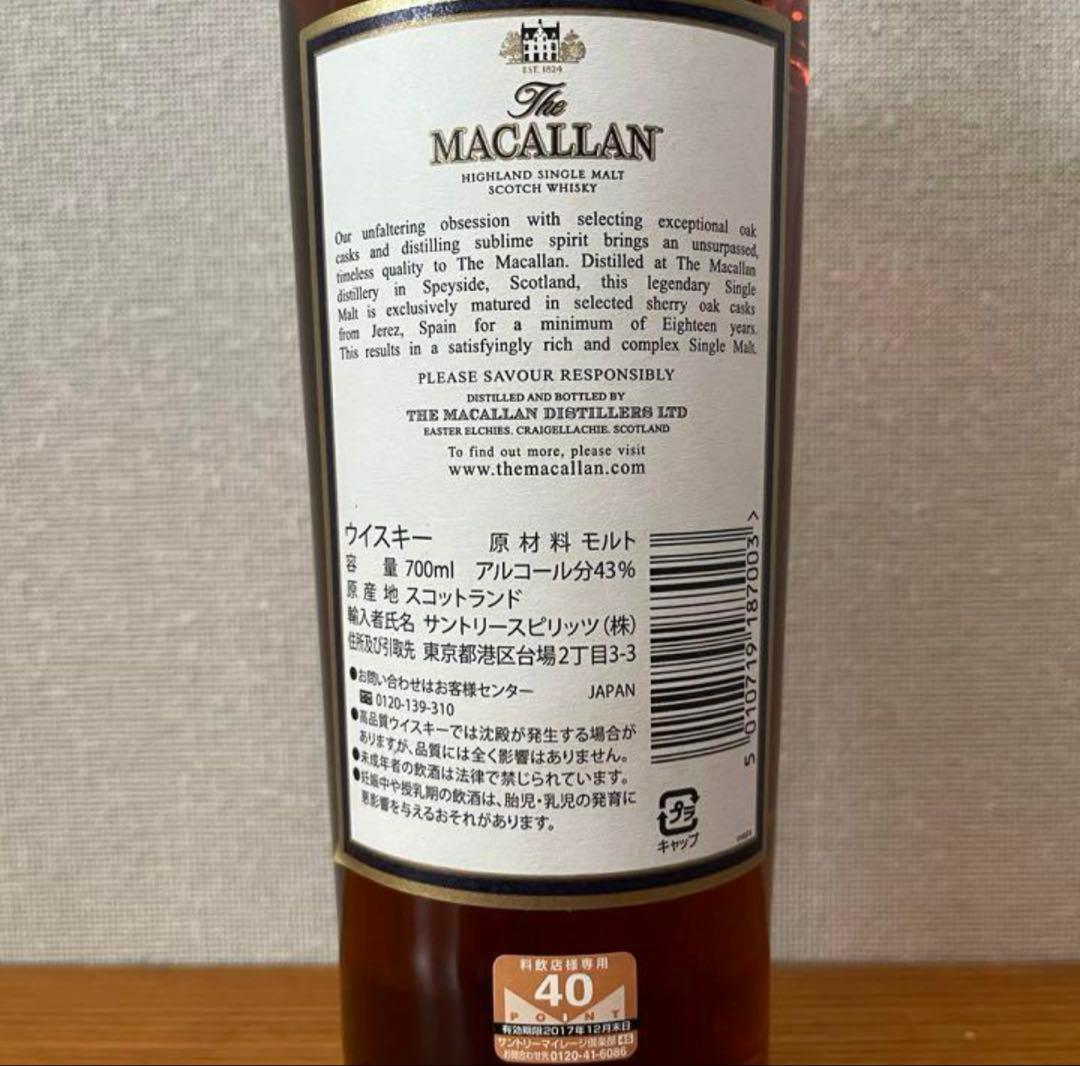 EST. 1824
The
MACALLAN
HIGHLAND SINGLE MALT
SCOTCH WHISKY
Our unfaltering obsession with selecting exceptional oak
casks and distilling sublime spirit brings an unsurpassed,
timeless quality to The Macallan. Distilled at The Macallan
distillery in Speyside, Scotland, this legendary Single
Malt is exclusively matured in selected sherry oak casks
from Jerez, Spain for a minimum of Eighteen years.
This results in a satisfyingly rich and complex Single Malt.
PLEASE SAVOUR RESPONSIBLY
DISTILLED AND BOTTLED BY
THE MACALLAN DISTILLERS LTD
EASTER ELCHIES, CRAIGELLACHIE, SCOTLAND
To find out more, please visit
www.themacallan.com
ウイスキー 原材料 モルト
容量 700ml アルコール分43%
原産地 スコットランド
輸入者氏名 サントリースピリッツ(株)
住所及び引取先 東京都港区台場2丁目3-3
●お問い合わせはお客様センター JAPAN
0120-139-310
●高品質ウイスキーでは沈殿が発生する場合が
ありますが、品質には全く影響はありません。
●未成年者の飲酒は法律で禁じられています。
●妊娠中や授乳期の飲酒は、胎児・乳児の発育に
悪影響を与えるおそれがあります。
5 010719 187003 >
プラ
キャップ
料飲店様専用
40
POINT
有効期限2017年12月末日
サントリーマイレージ倶楽部 45
お問合わせ先0120-41-6086